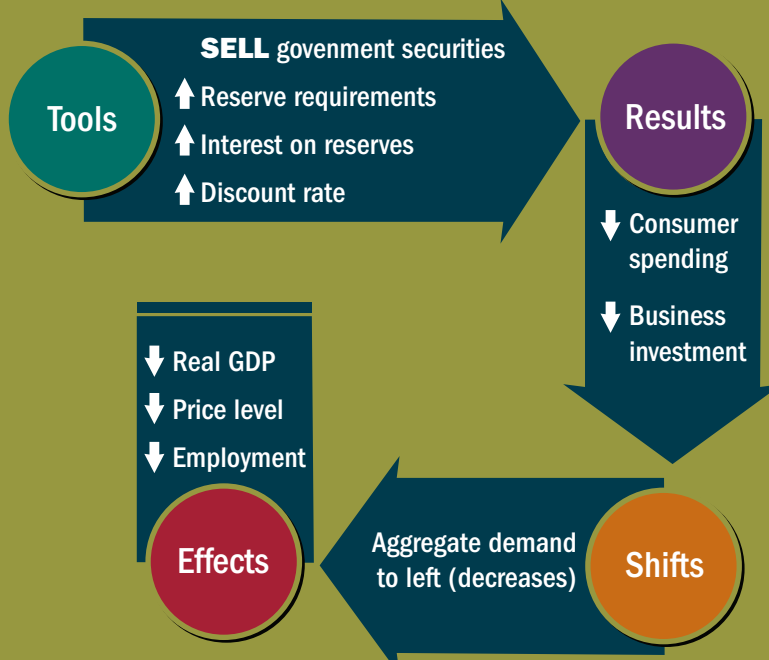 Tools
SELL govenment securities
Reserve requirements
Interest on reserves
Discount rate
Results
Consumer
spending
Business
investment
Shifts
Aggregate demand
to left (decreases)
Effects
Real GDP
Price level
Employment